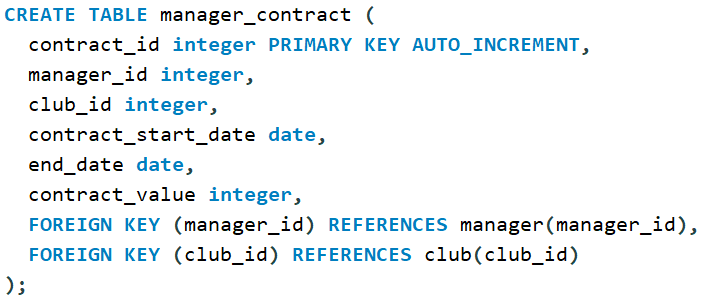 CREATE TABLE manager_contract (
  contract_id integer PRIMARY KEY AUTO_INCREMENT,
  manager_id integer,
  club_id integer,
  contract_start_date date,
  end_date date,
  contract_value integer,
  FOREIGN KEY (manager_id) REFERENCES manager(manager_id),
  FOREIGN KEY (club_id) REFERENCES club(club_id)
);